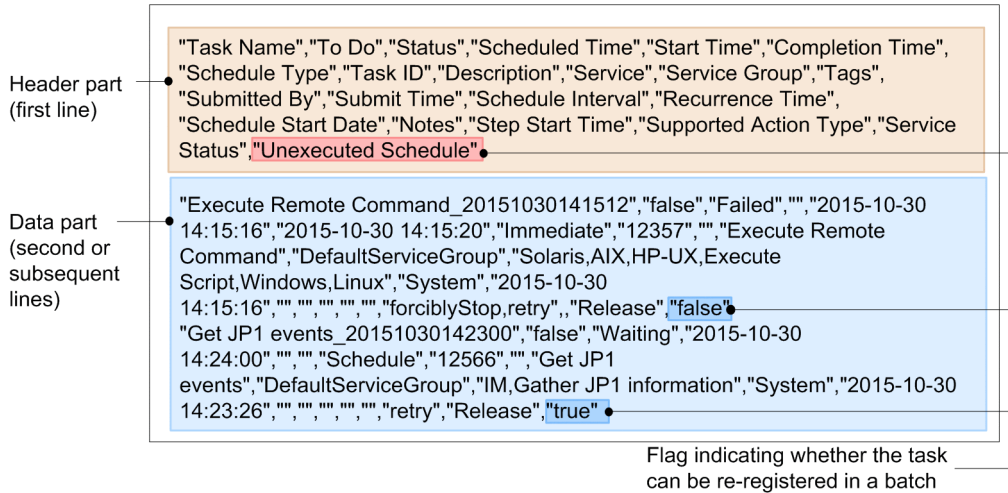 "Task Name","To Do","Status","Scheduled Time","Start Time","Completion Time",
"Schedule Type","Task ID","Description","Service","Service Group","Tags",
"Submitted By","Submit Time","Schedule Interval","Recurrence Time",
"Schedule Start Date","Notes","Step Start Time","Supported Action Type","Service
Status","Unexecuted Schedule"
Header part
(first line)
"Execute Remote Command_20151030141512","false","Failed","","2015-10-30
14:15:16","2015-10-30 14:15:20","Immediate","12357","","Execute Remote
Command","DefaultServiceGroup","Solaris,AIX,HP-UX,Execute
Script,Windows,Linux","System","2015-10-30
14:15:16","","","","","","forciblyStop,retry",,"Release","false"
"Get JP1 events_20151030142300","false","Waiting","2015-10-30
14:24:00","","","Schedule","12566","","Get JP1
events","DefaultServiceGroup","IM,Gather JP1 information","System","2015-10-30
14:23:26","","","","","","retry","Release","true"
Data part
(second or
subsequent
lines)
Flag indicating whether the task
can be re-registered in a batch